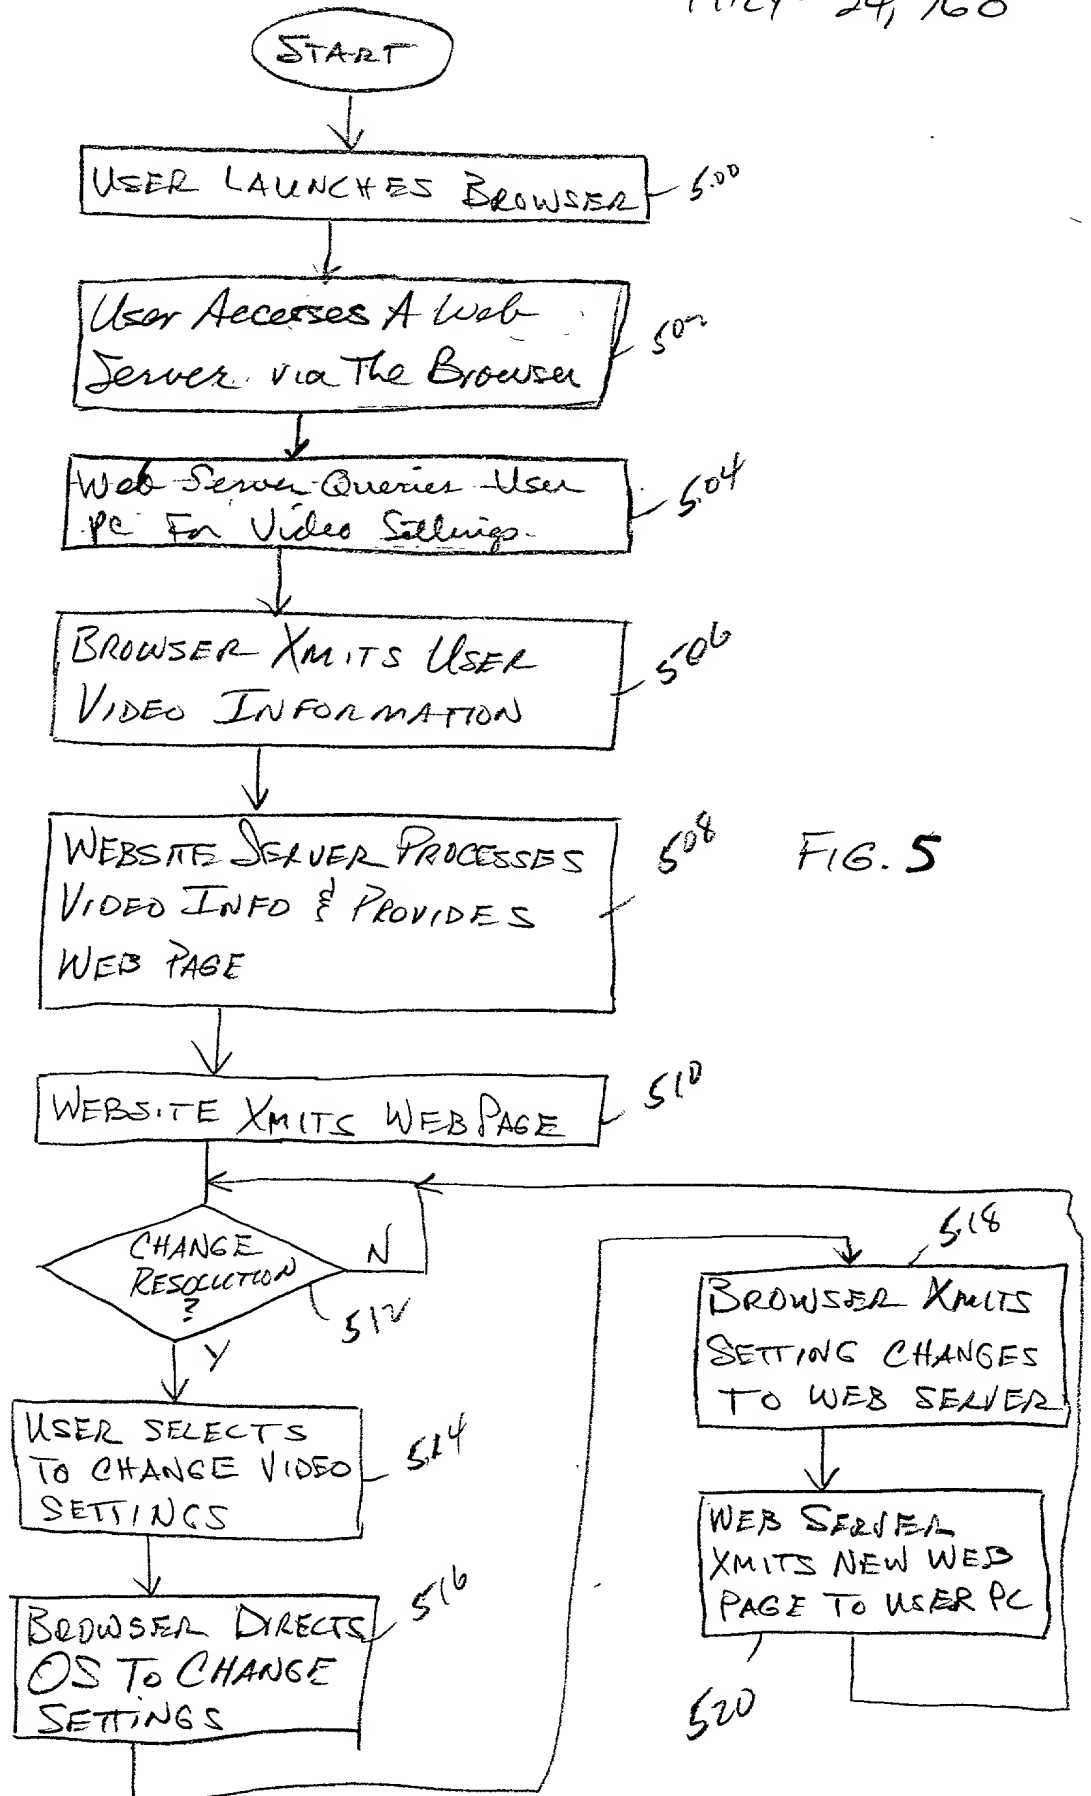 24, 760
START
USER LAUNCHES BROWSER
500
User Accesses A Web
Server via The Browser
502
Web Server Queries User
PC For Video Settings.
504
BROWSER XMITS USER
VIDEO INFORMATION
506
WEBSITE SERVER PROCESSES
VIDEO INFO & PROVIDES
WEB PAGE
508
FIG. 5
WEBSITE XMITS WEB PAGE
510
CHANGE
RESOLUTION
?
N
512
Y
USER SELECTS
TO CHANGE VIDEO
SETTINGS
514
BROWSER DIRECTS
OS TO CHANGE
SETTINGS
516
518
BROWSER XMITS
SETTING CHANGES
TO WEB SERVER
WEB SERVER
XMITS NEW WEB
PAGE TO USER PC
520